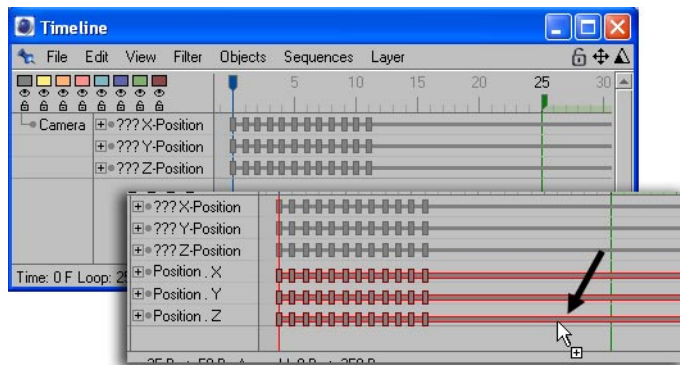 Timeline
File Edit View Filter Objects Sequences Layer
5 10 15 20 25 30
Camera ??? X-Position
??? Y-Position
??? Z-Position
??? X-Position
??? Y-Position
??? Z-Position
Time: 0 F Loop:
Position . X
Position . Y
Position . Z